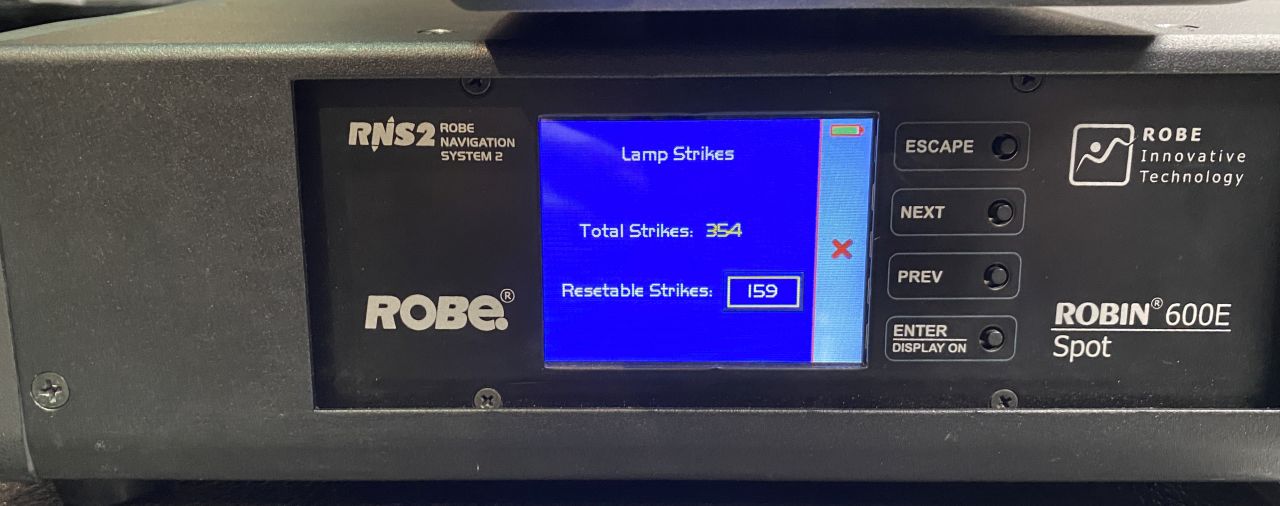 RNS2 ROBE
NAVIGATION
SYSTEM 2
ROBE®
Lamp Strikes
Total Strikes: 354
Resetable Strikes: 159
ESCAPE
NEXT
PREV
ENTER
DISPLAY ON
ROBE
Innovative
Technology
ROBIN® 600E
Spot